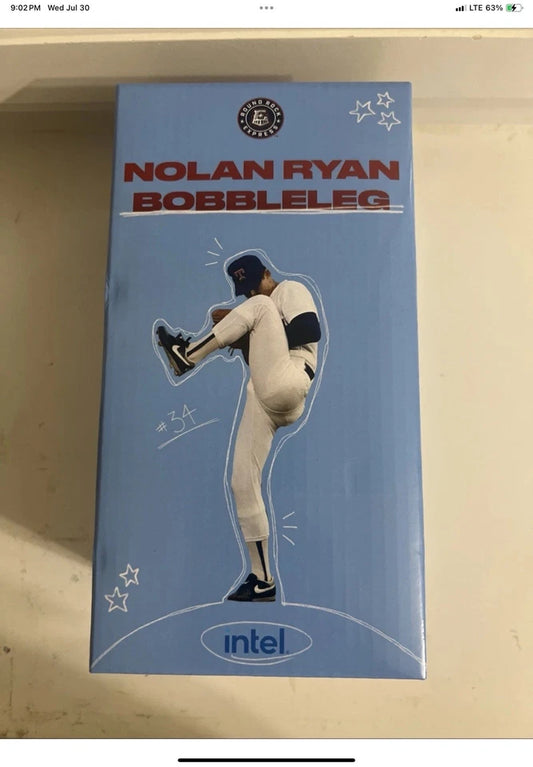 9:02 PM Wed Jul 30
LTE 63%
ROUND ROCK
E
EXPRESS
NOLAN RYAN
BOBBLELEG
T
#34
intel